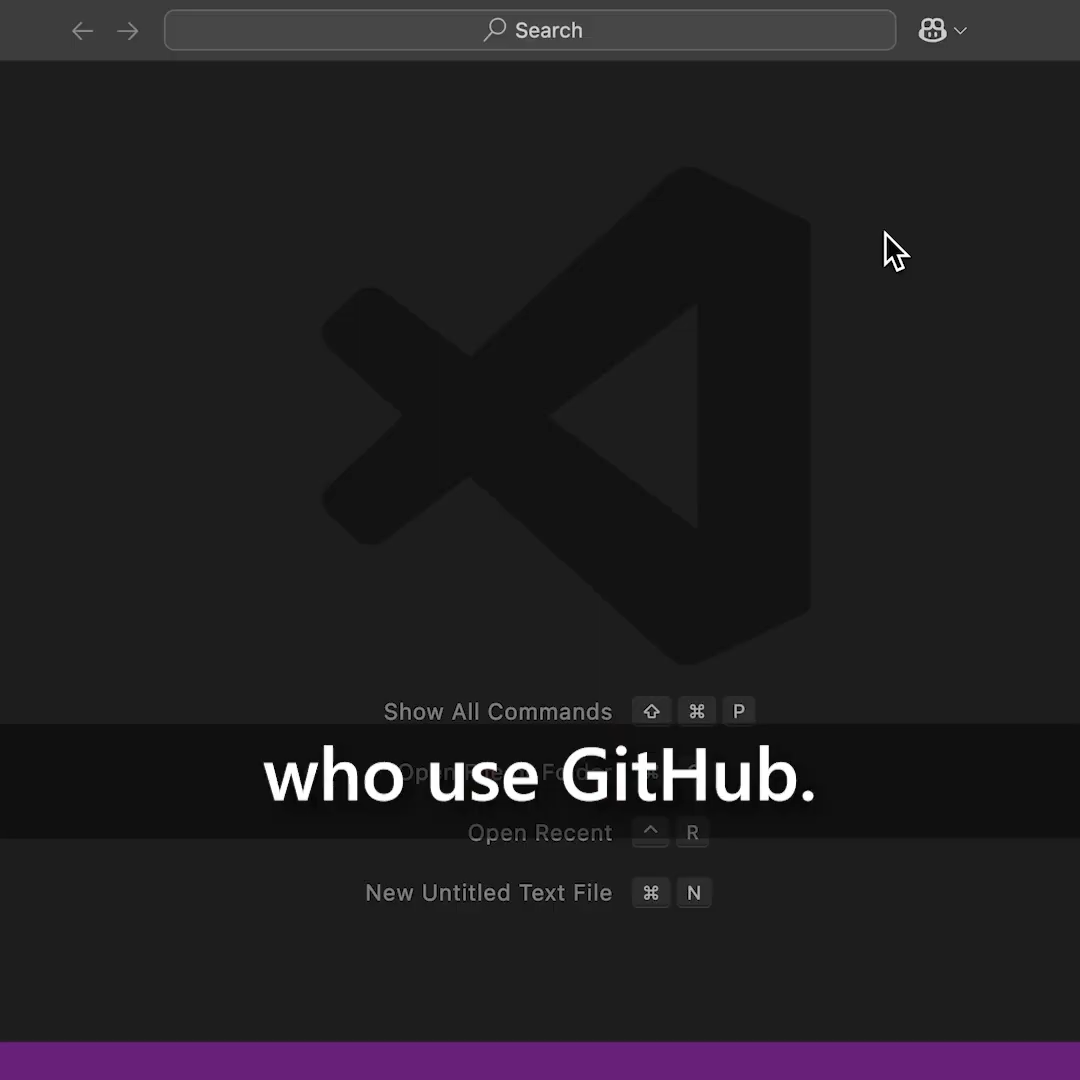 Search
Show All Commands ⇧ ⌘ P
who use GitHub.
Open Recent ^ R
New Untitled Text File ⌘ N